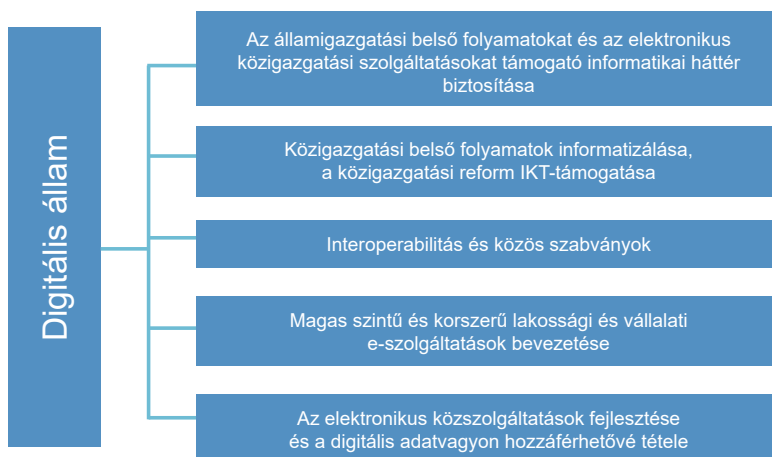 Digitális állam
Az államigazgatási belső folyamatokat és az elektronikus
közigazgatási szolgáltatásokat támogató informatikai háttér
biztosítása
Közigazgatási belső folyamatok informatizálása,
a közigazgatási reform IKT-támogatása
Interoperabilitás és közös szabványok
Magas szintű és korszerű lakossági és vállalati
e-szolgáltatások bevezetése
Az elektronikus közszolgáltatások fejlesztése
és a digitális adatvagyon hozzáférhetővé tétele